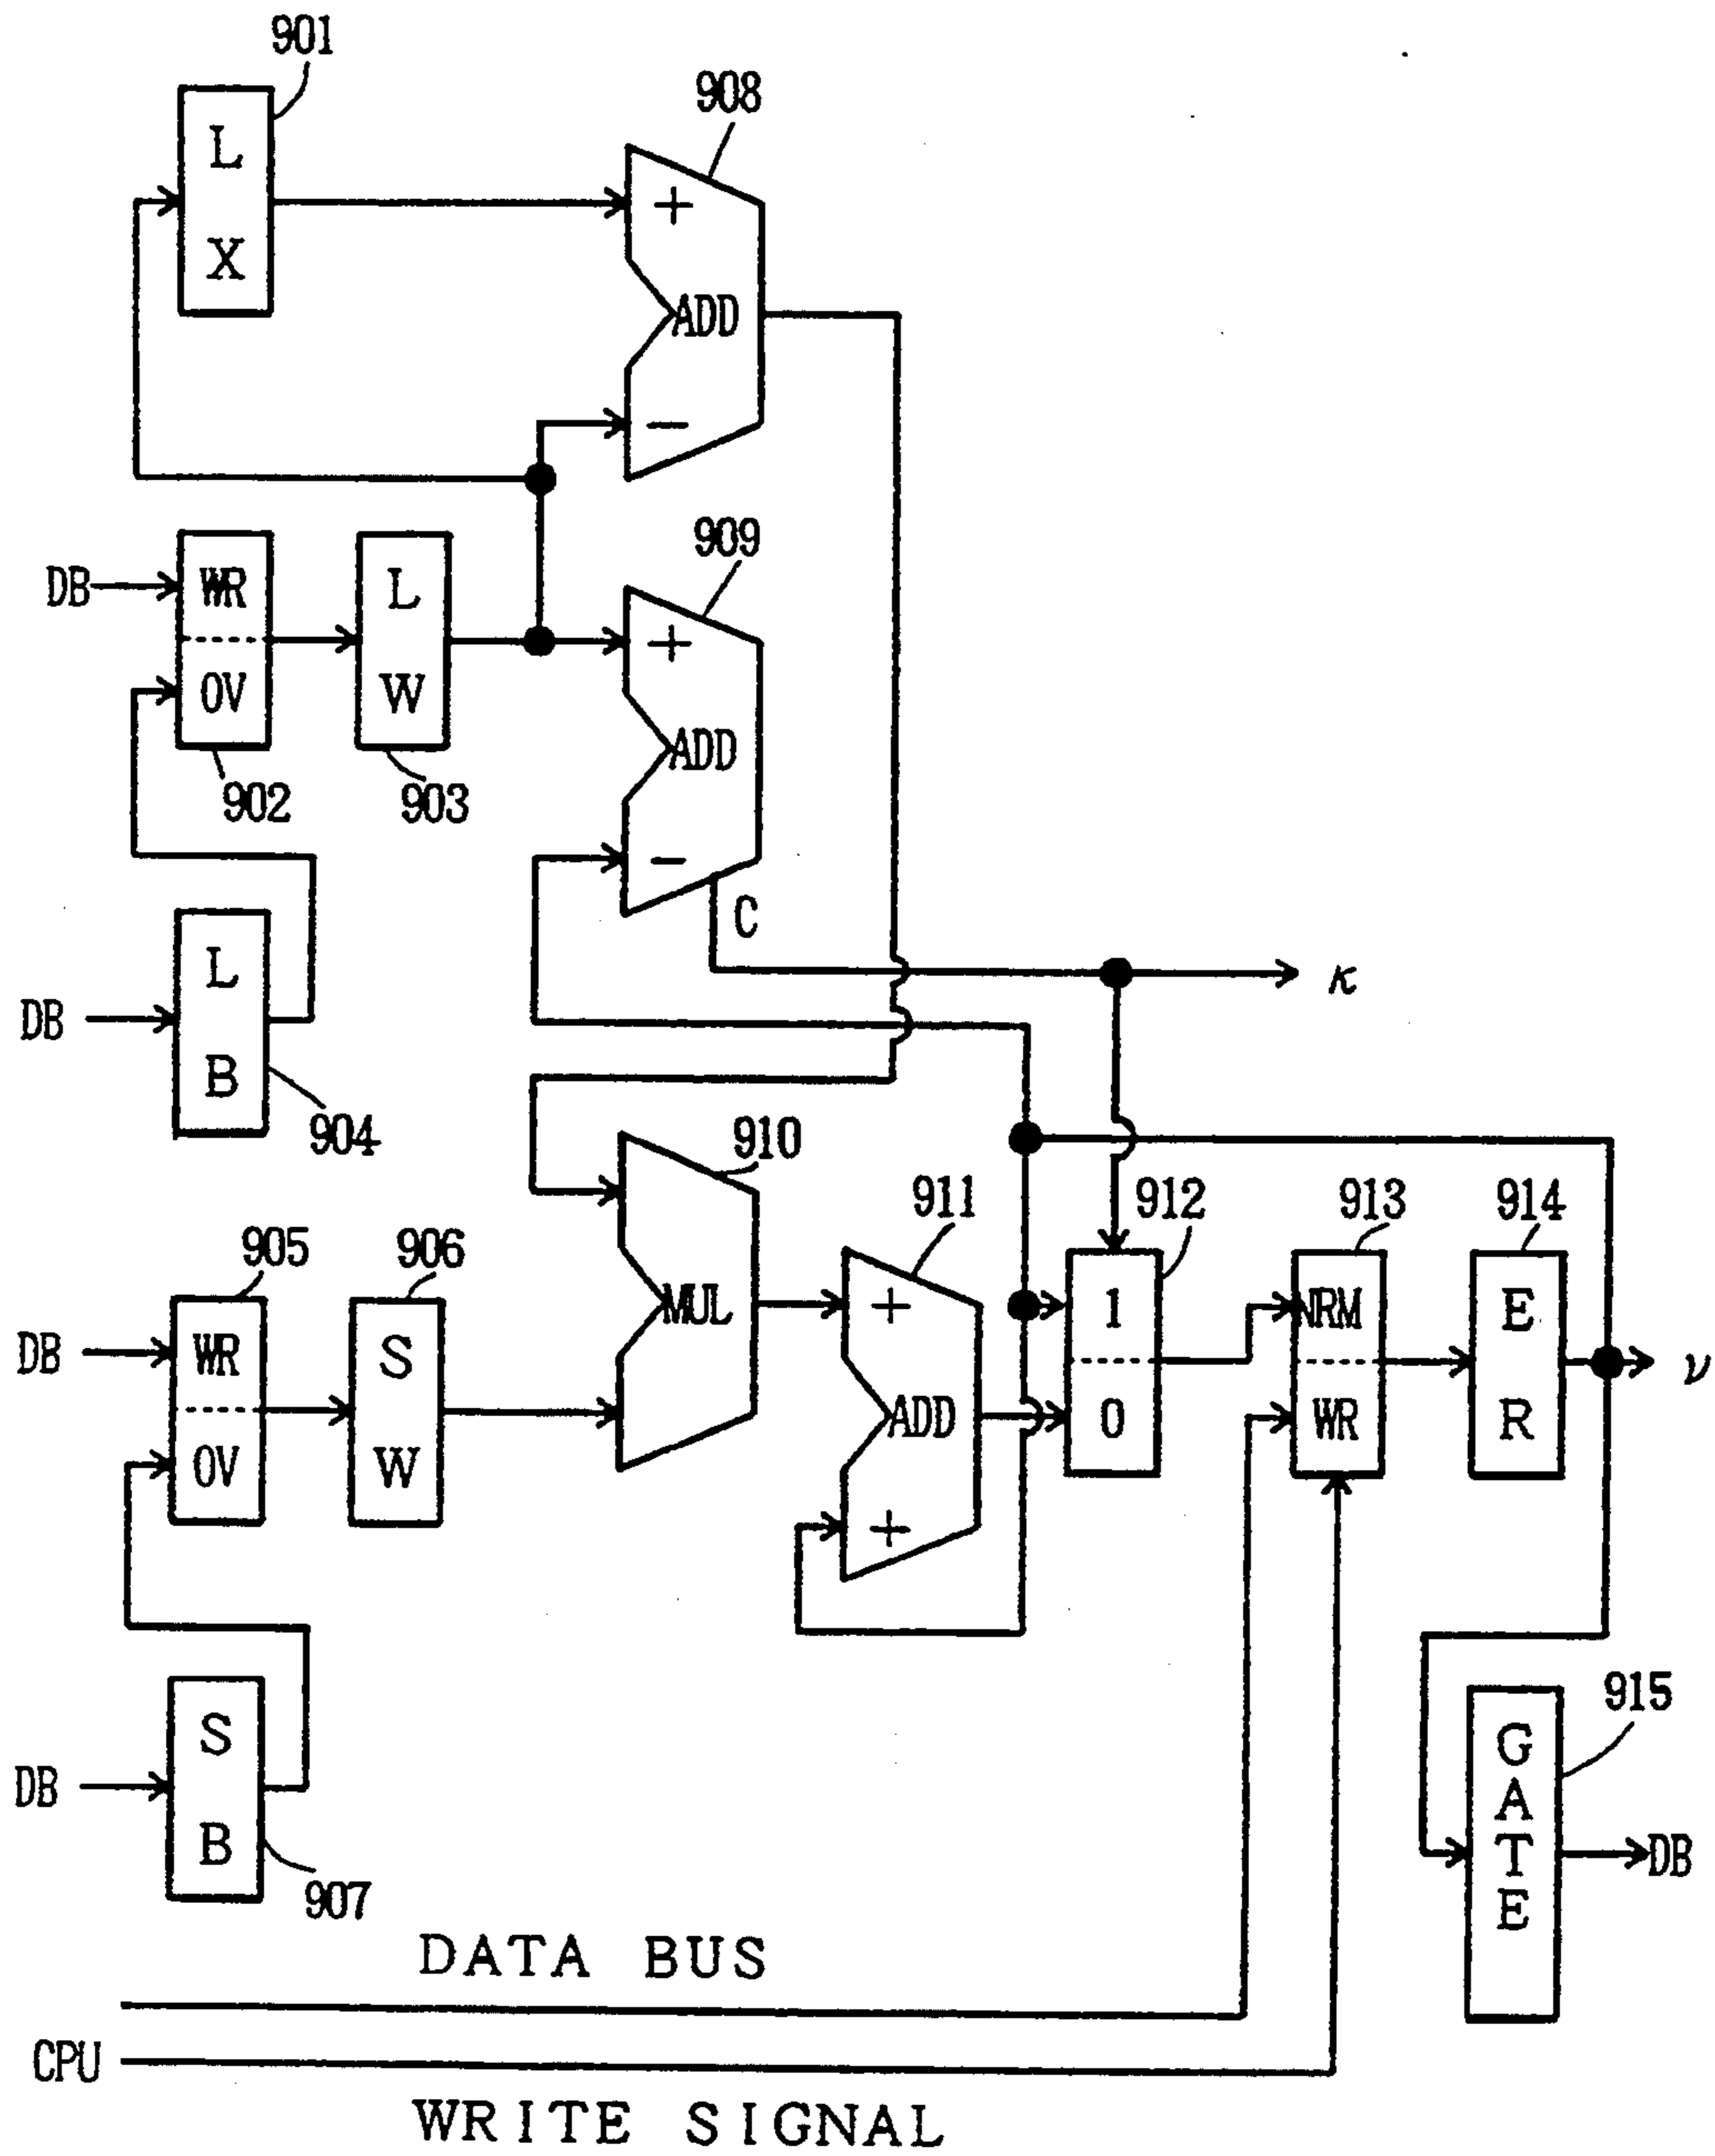 901
L
X
908
+
ADD
−
909
DB
WR
OV
L
W
+
ADD
−
902
903
C
κ
DB
L
B
904
910
911
912
913
914
905
906
DB
WR
OV
S
W
MUL
+
ADD
+
1
0
NRM
WR
E
R
ν
915
DB
S
B
907
G
A
T
E
DB
DATA BUS
CPU
WRITE SIGNAL